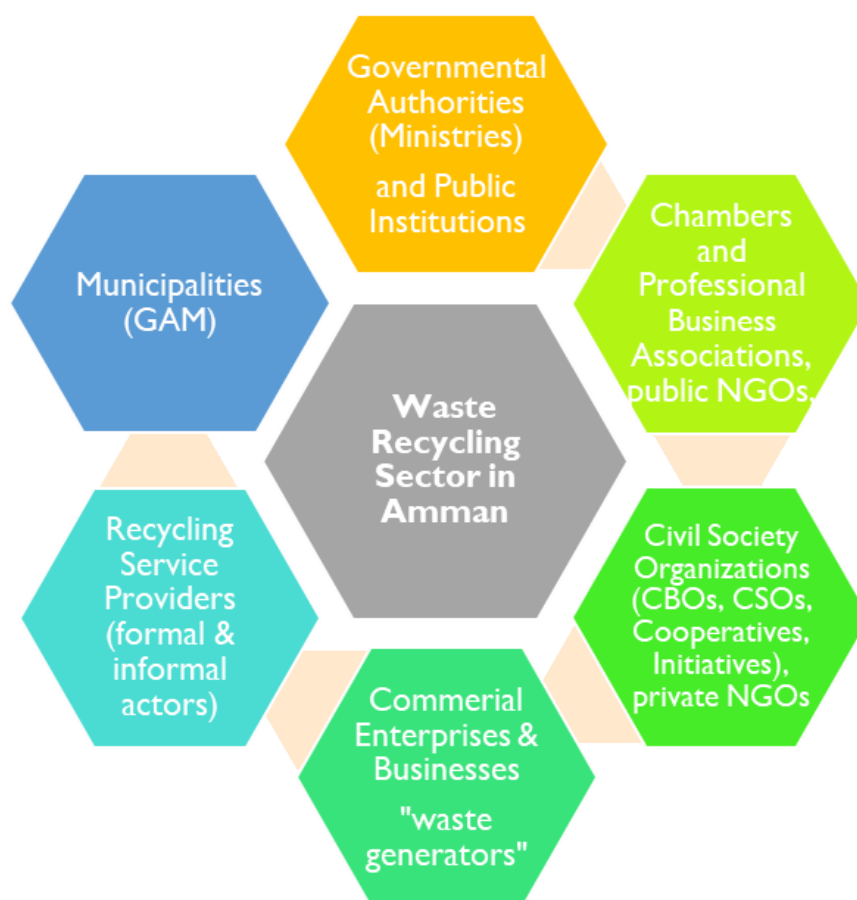 Governmental
Authorities
(Ministries)
and Public
Institutions
Chambers
and
Professional
Business
Associations,
public NGOs,
Civil Society
Organizations
(CBOs, CSOs,
Cooperatives,
Initiatives),
private NGOs
Commerial
Enterprises &
Businesses
"waste
generators"
Recycling
Service
Providers
(formal &
informal
actors)
Municipalities
(GAM)
Waste
Recycling
Sector in
Amman